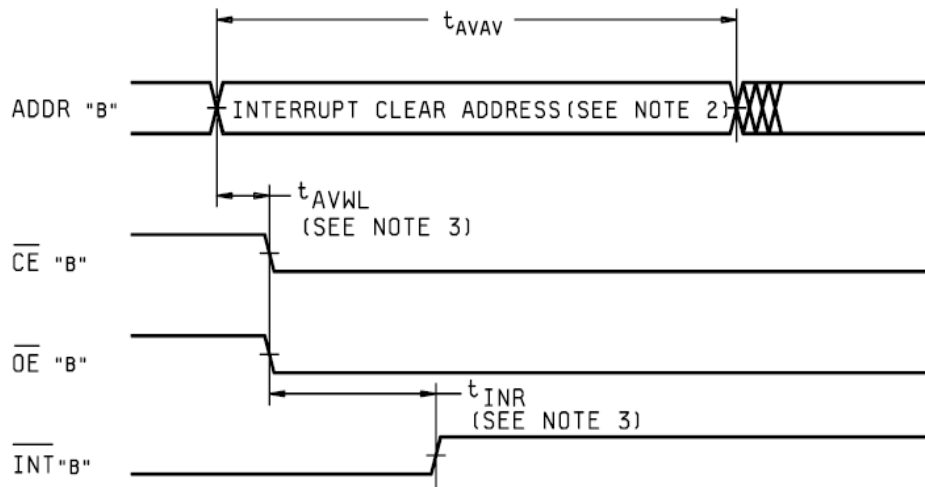 tAVAV
ADDR "B"
INTERRUPT CLEAR ADDRESS(SEE NOTE 2)
tAVWL
(SEE NOTE 3)
CE "B"
OE "B"
tINR
(SEE NOTE 3)
INT"B"